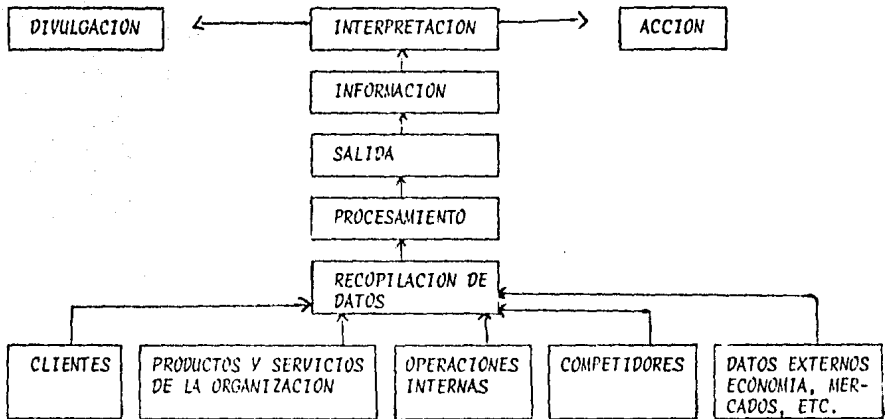 DIVULGACION
INTERPRETACION
ACCION
INFORMACION
SALIDA
PROCESAMIENTO
RECOPILACION DE
DATOS
CLIENTES
PRODUCTOS Y SERVICIOS
DE LA ORGANIZACION
OPERACIONES
INTERNAS
COMPETIDORES
DATOS EXTERNOS
ECONOMIA, MER-
CADOS, ETC.